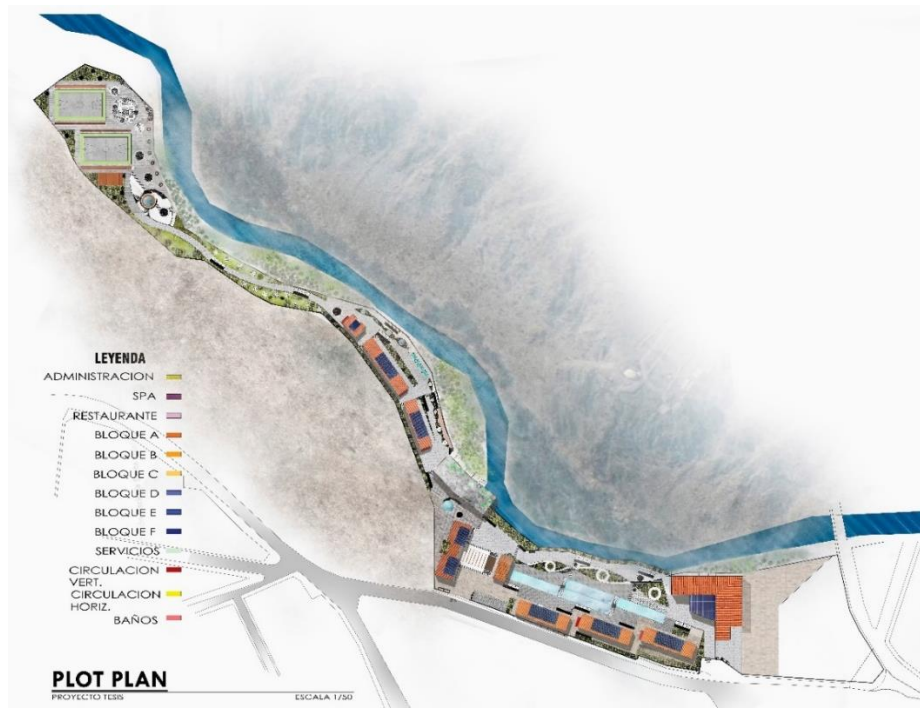 LEYENDA
ADMINISTRACION
SPA
RESTAURANTE
BLOQUE A
BLOQUE B
BLOQUE C
BLOQUE D
BLOQUE E
BLOQUE F
SERVICIOS
CIRCULACION
VERT.
CIRCULACION
HORIZ.
BAÑOS
PLOT PLAN
PROYECTO TESIS ESCALA 1/50